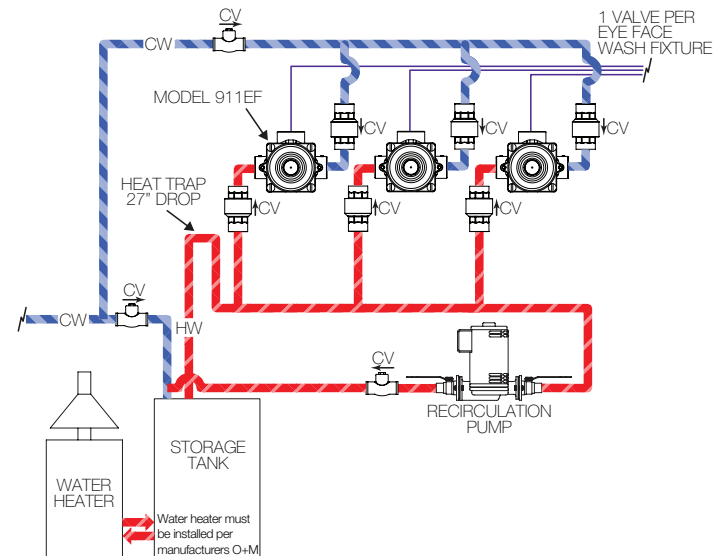 CV
1 VALVE PER
EYE FACE
WASH FIXTURE
CW
MODEL 911EF
CV
CV
CV
HEAT TRAP
27" DROP
CV
CV
CV
CV
CW
HW
CV
RECIRCULATION
PUMP
STORAGE
TANK
WATER
HEATER
Water heater must
be installed per
manufacturers O+M